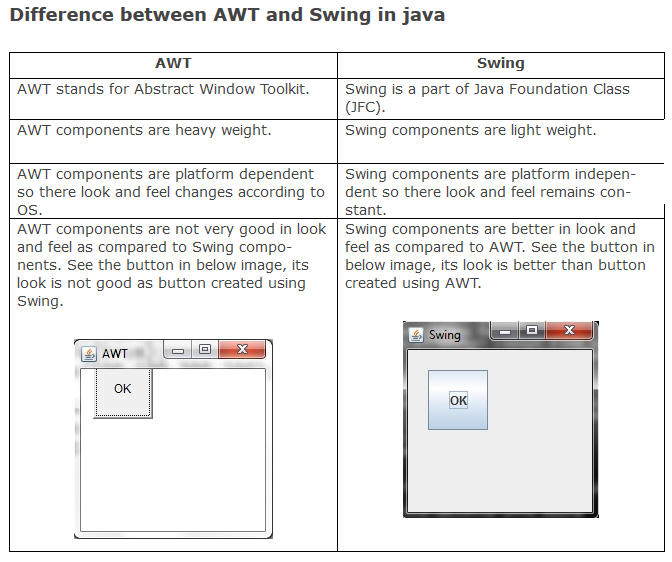 Difference between AWT and Swing in java
AWT
Swing
AWT stands for Abstract Window Toolkit.
Swing is a part of Java Foundation Class
(JFC).
AWT components are heavy weight.
Swing components are light weight.
AWT components are platform dependent
so there look and feel changes according to
OS.
Swing components are platform indepen-
dent so there look and feel remains con-
stant.
AWT components are not very good in look
and feel as compared to Swing compo-
nents. See the button in below image, its
look is not good as button created using
Swing.
Swing components are better in look and
feel as compared to AWT. See the button in
below image, its look is better than button
created using AWT.
AWT
OK
Swing
OK